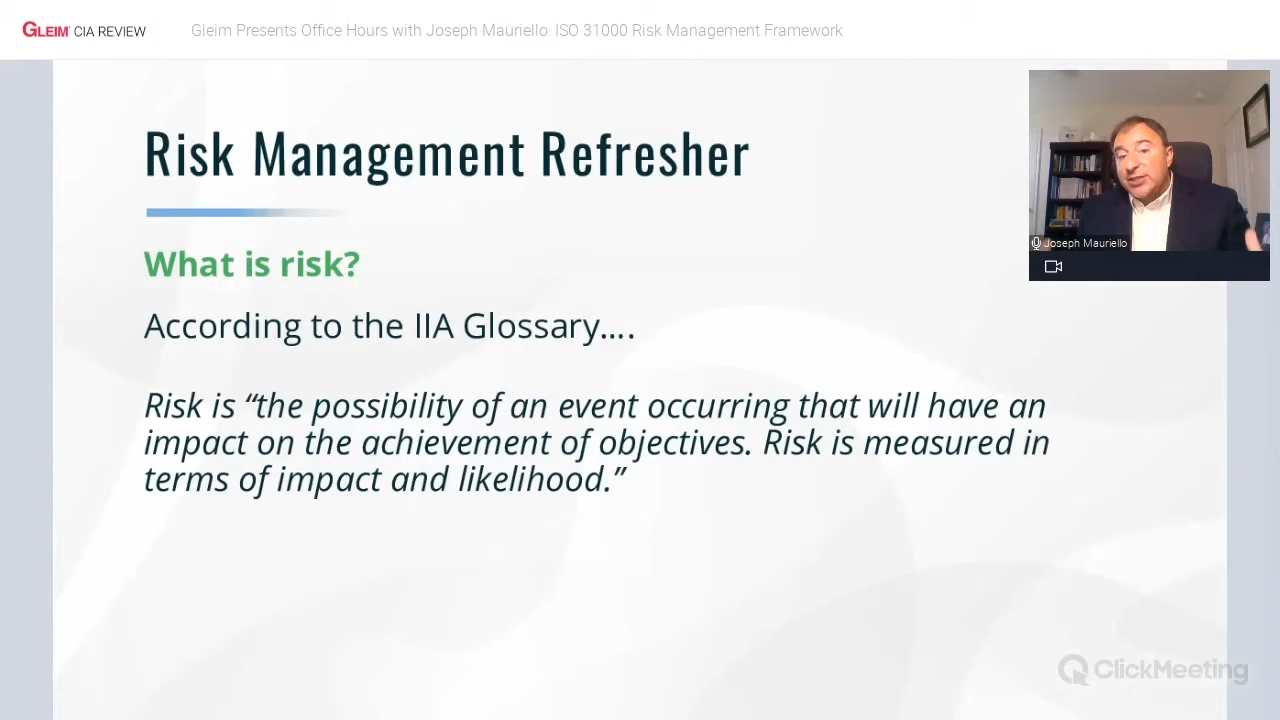 GLEIM CIA REVIEW
Gleim Presents Office Hours with Joseph Mauriello: ISO 31000 Risk Management Framework
Risk Management Refresher
Joseph Mauriello
What is risk?
According to the IIA Glossary....
Risk is “the possibility of an event occurring that will have an
impact on the achievement of objectives. Risk is measured in
terms of impact and likelihood.”
ClickMeeting